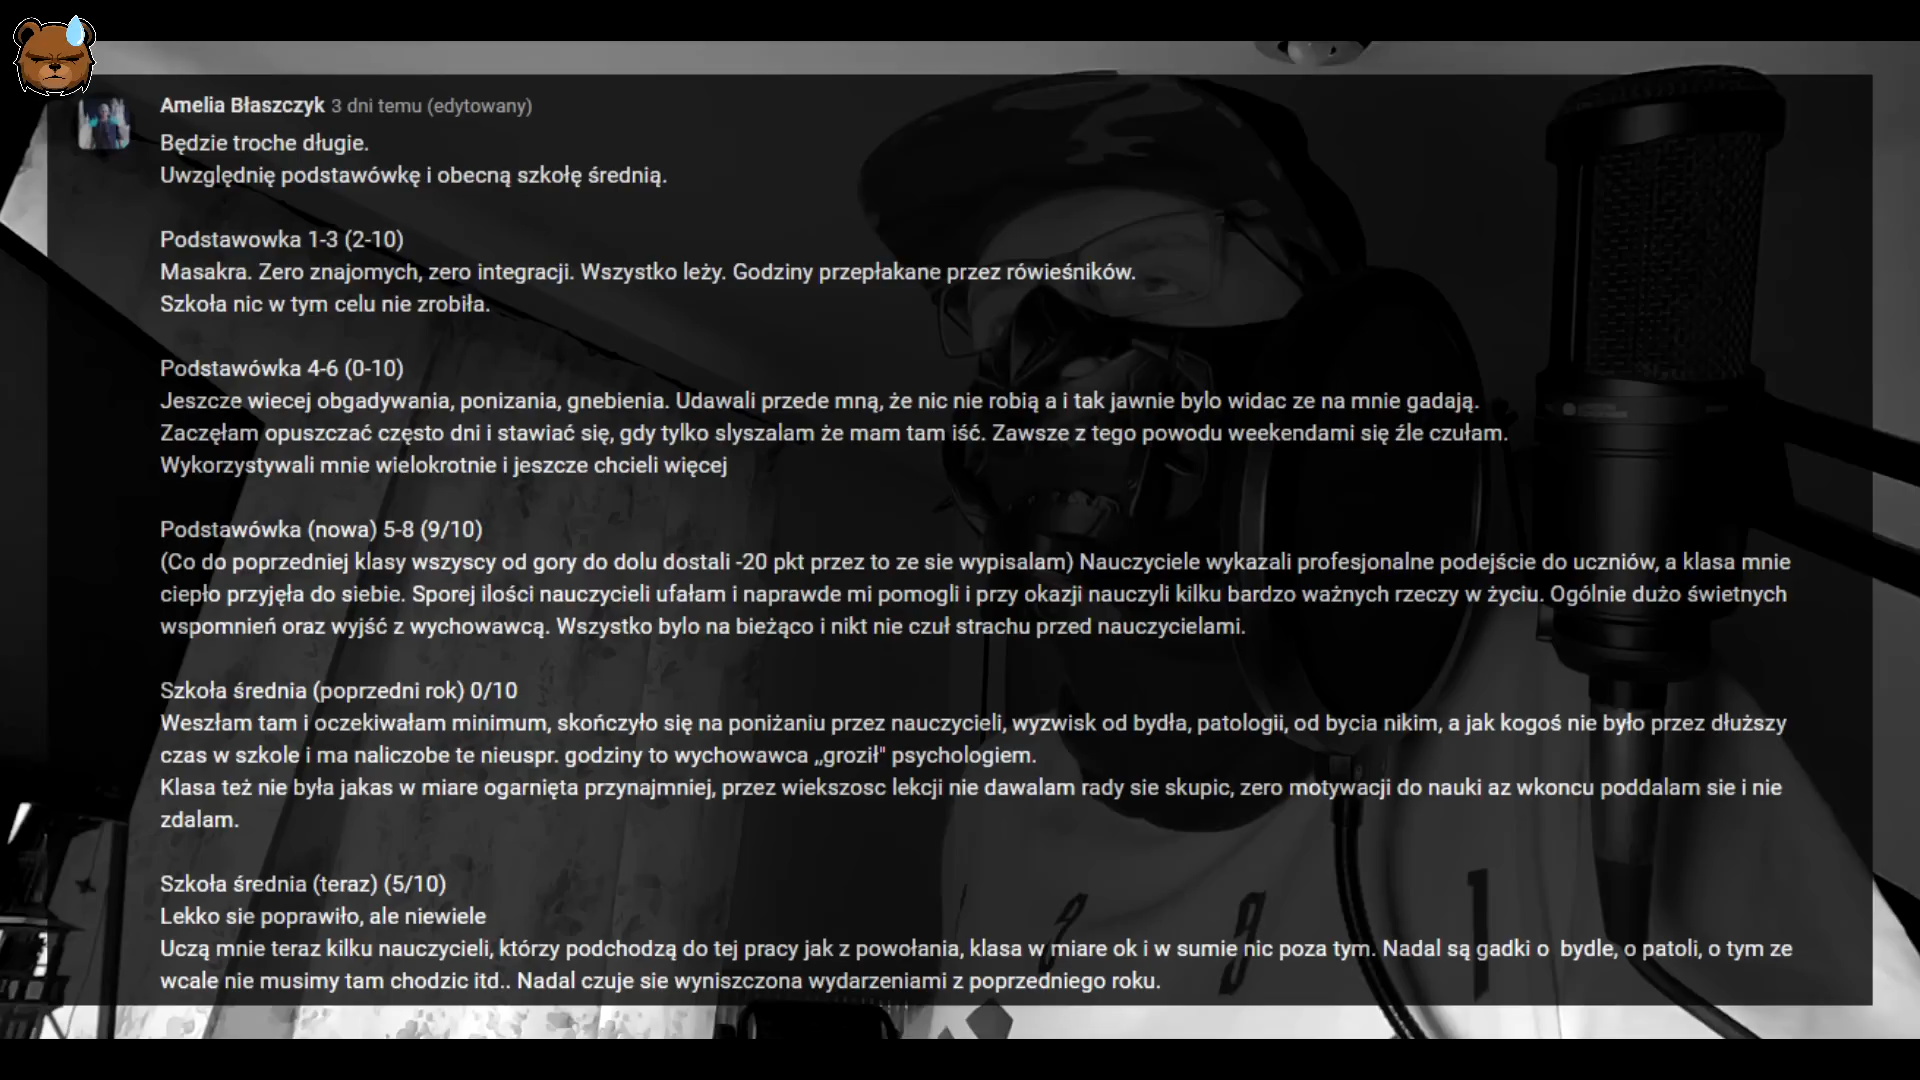 Amelia Błaszczyk 3 dni temu (edytowany)
Będzie troche długie.
Uwzględnię podstawówkę i obecną szkołę średnią.
Podstawowka 1-3 (2-10)
Masakra. Zero znajomych, zero integracji. Wszystko leży. Godziny przepłakane przez rówieśników.
Szkoła nic w tym celu nie zrobiła.
Podstawówka 4-6 (0-10)
Jeszcze wiecej obgadywania, ponizania, gnebienia. Udawali przede mną, że nic nie robią a i tak jawnie bylo widac ze na mnie gadają.
Zaczęłam opuszczać często dni i stawiać się, gdy tylko slyszalam że mam tam iść. Zawsze z tego powodu weekendami się źle czułam.
Wykorzystywali mnie wielokrotnie i jeszcze chcieli więcej
Podstawówka (nowa) 5-8 (9/10)
(Co do poprzedniej klasy wszyscy od gory do dolu dostali -20 pkt przez to ze sie wypisalam) Nauczyciele wykazali profesjonalne podejście do uczniów, a klasa mnie
ciepło przyjęła do siebie. Sporej ilości nauczycieli ufałam i naprawde mi pomogli i przy okazji nauczyli kilku bardzo ważnych rzeczy w życiu. Ogólnie dużo świetnych
wspomnień oraz wyjść z wychowawcą. Wszystko bylo na bieżąco i nikt nie czuł strachu przed nauczycielami.
Szkoła średnia (poprzedni rok) 0/10
Weszłam tam i oczekiwałam minimum, skończyło się na poniżaniu przez nauczycieli, wyzwisk od bydła, patologii, od bycia nikim, a jak kogoś nie było przez dłuższy
czas w szkole i ma naliczobe te nieuspr. godziny to wychowawca „groził" psychologiem.
Klasa też nie była jakas w miare ogarnięta przynajmniej, przez wiekszosc lekcji nie dawalam rady sie skupic, zero motywacji do nauki az wkoncu poddalam sie i nie
zdalam.
Szkoła średnia (teraz) (5/10)
Lekko sie poprawiło, ale niewiele
Uczą mnie teraz kilku nauczycieli, którzy podchodzą do tej pracy jak z powołania, klasa w miare ok i w sumie nic poza tym. Nadal są gadki o  bydle, o patoli, o tym ze
wcale nie musimy tam chodzic itd.. Nadal czuje sie wyniszczona wydarzeniami z poprzedniego roku.